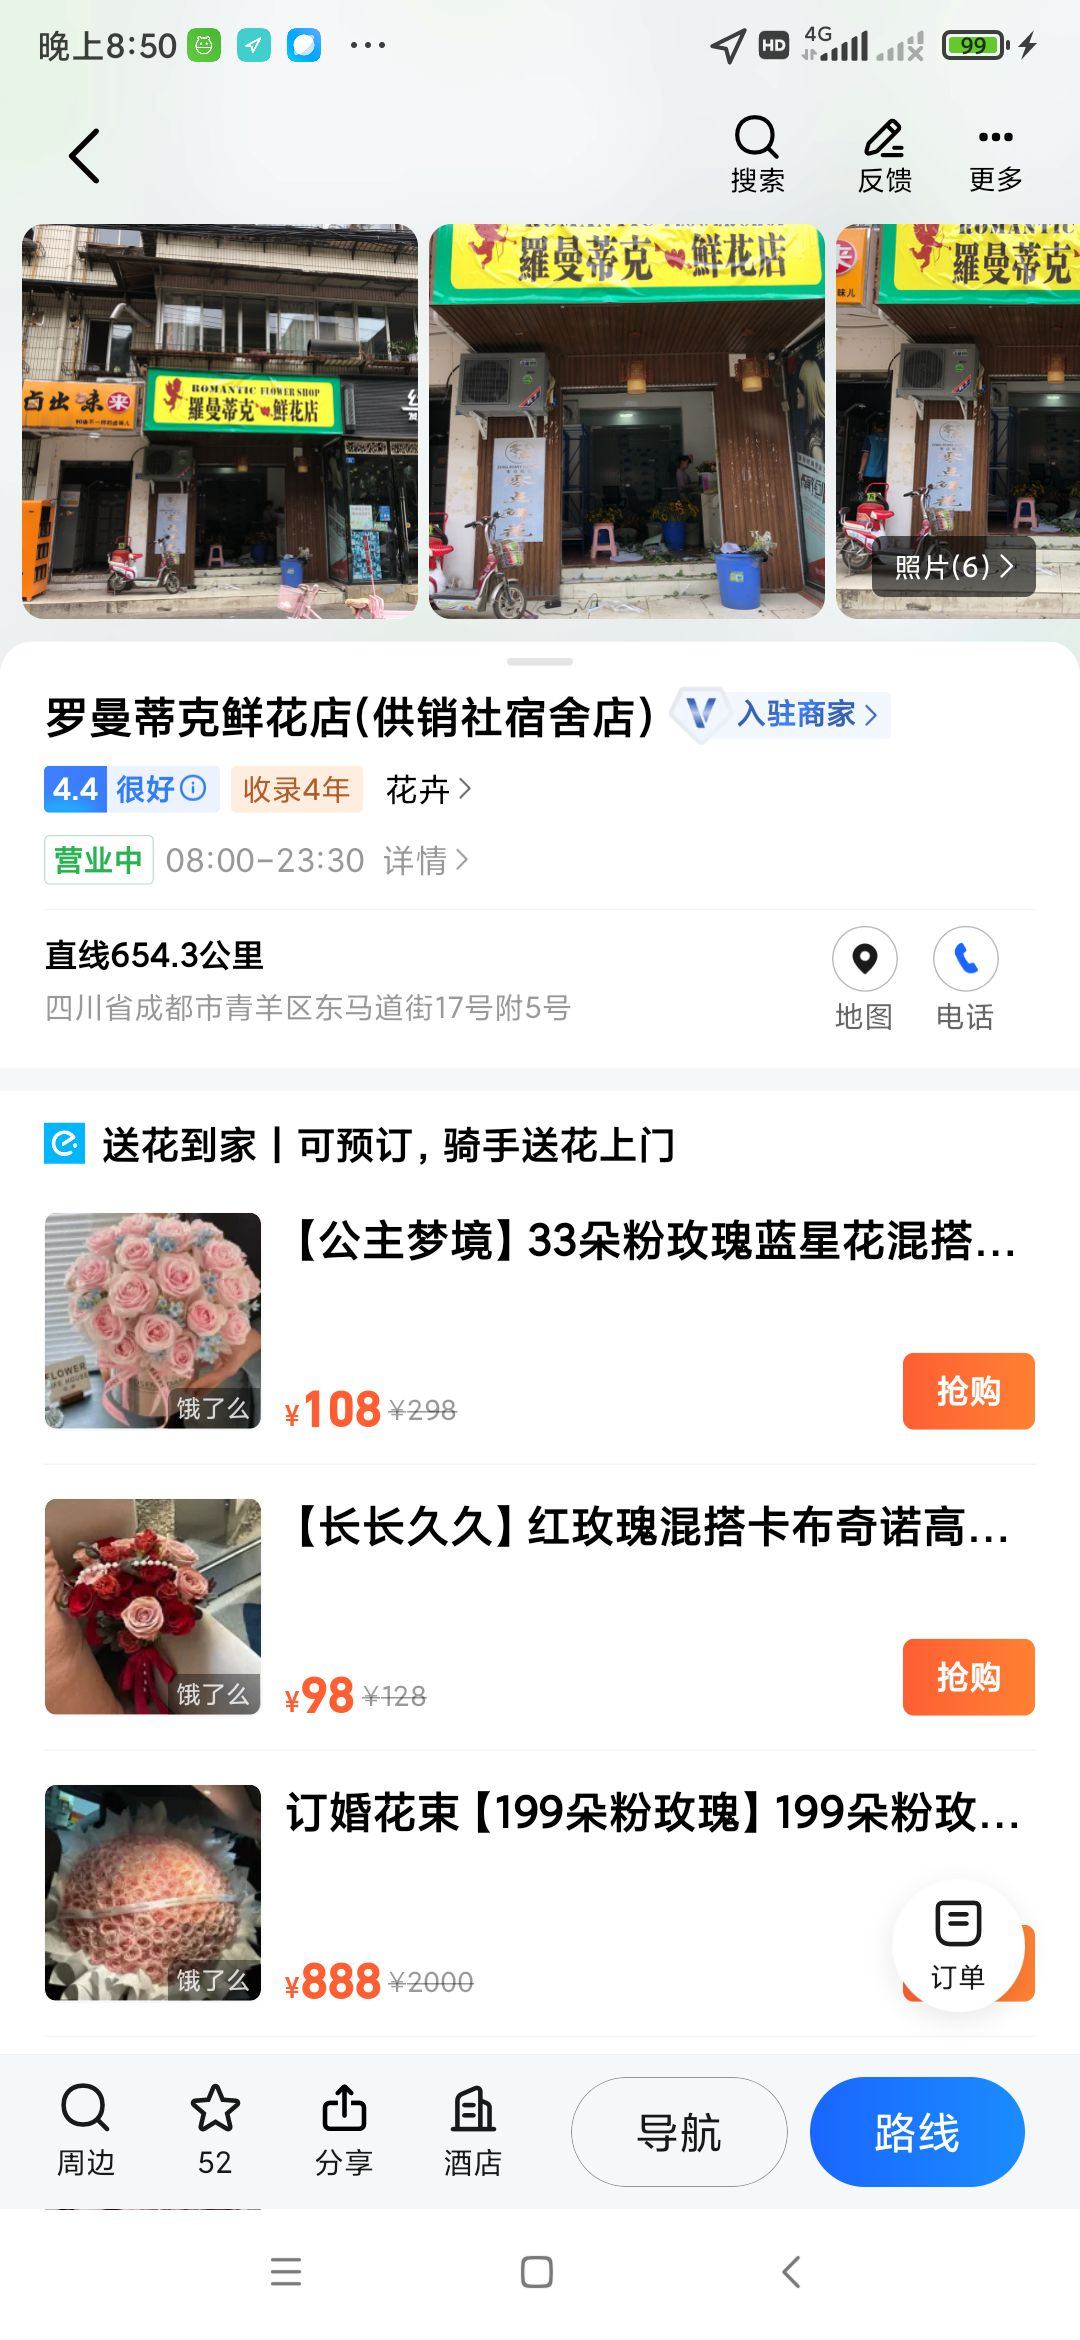 晚上8:50
HD 4G 99
搜索 反馈 更多
卤出 味来
ROMANTIC FLOWER SHOP
羅曼蒂克 鲜花店
羅曼蒂克 鲜花店
ROMANTIC
羅曼蒂克
照片(6)
罗曼蒂克鲜花店(供销社宿舍店) V 入驻商家
4.4 很好 收录4年 花卉
营业中 08:00-23:30 详情
直线654.3公里
四川省成都市青羊区东马道街17号附5号
地图 电话
送花到家 | 可预订，骑手送花上门
【公主梦境】33朵粉玫瑰蓝星花混搭...
FLOWER
饿了么
¥108 ¥298
抢购
【长长久久】红玫瑰混搭卡布奇诺高...
饿了么
¥98 ¥128
抢购
订婚花束【199朵粉玫瑰】199朵粉玫...
饿了么
¥888 ¥2000
订单
周边 52 分享 酒店 导航 路线